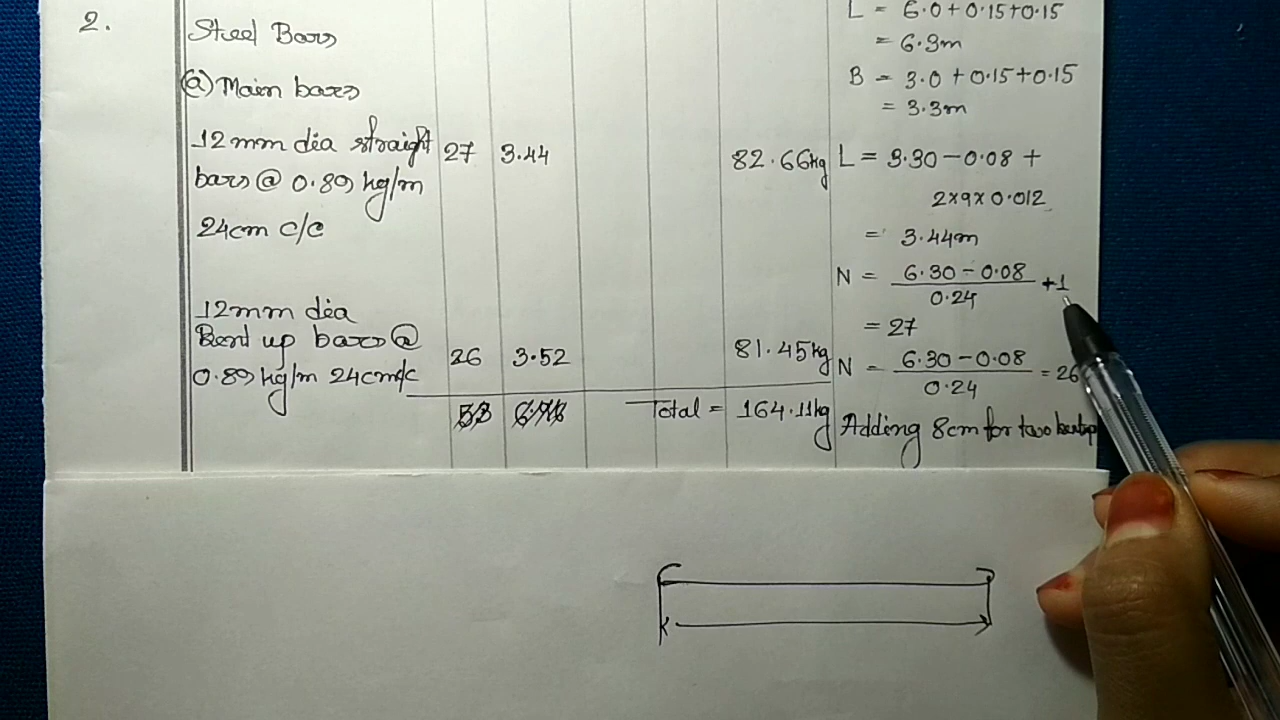 2.
Steel Bars
(a) Main bars
12mm dia straight 27 3.44 82.66kg
bars @ 0.89 kg/m
24cm c/c
12mm dia
Bent up bars @ 26 3.52 81.45kg
0.89 kg/m 24cm c/c
53 6.96 Total = 164.11kg
L = 6.0+0.15+0.15
= 6.3m
B = 3.0+0.15+0.15
= 3.3m
L = 3.30-0.08+
2x9x0.012
= 3.44m
N = 6.30-0.08 +1
0.24
= 27
N = 6.30-0.08 = 26
0.24
Adding 8cm for two